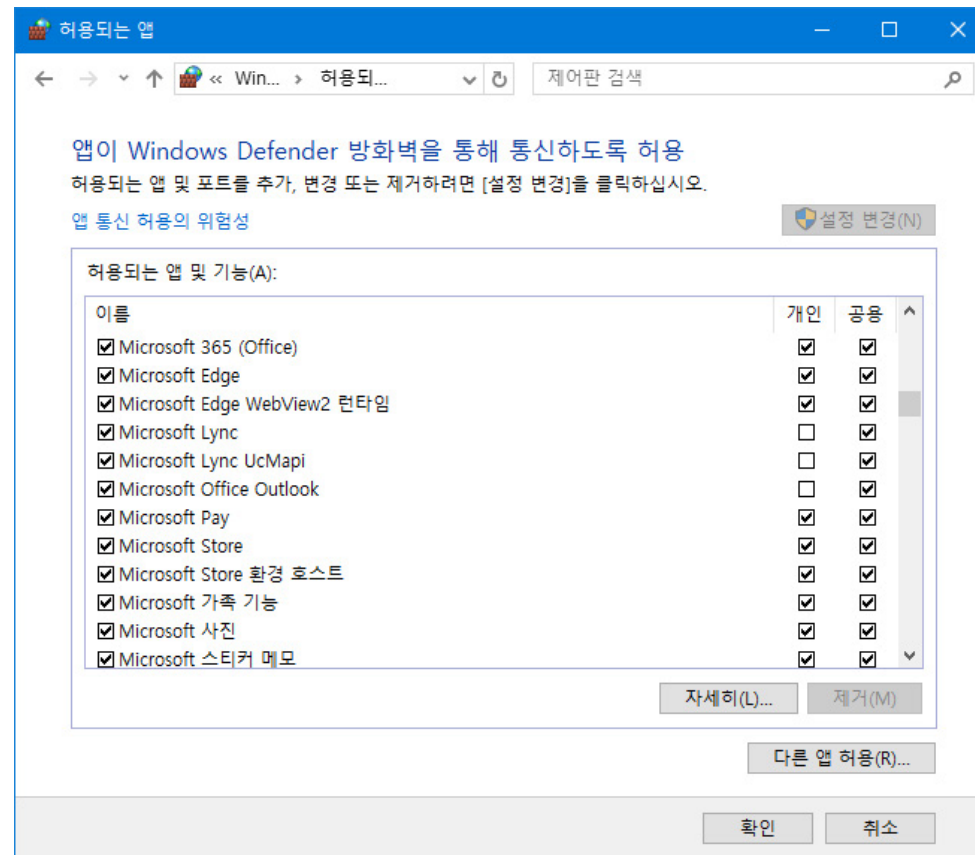 허용되는 앱
« Win... › 허용되...
제어판 검색
앱이 Windows Defender 방화벽을 통해 통신하도록 허용
허용되는 앱 및 포트를 추가, 변경 또는 제거하려면 [설정 변경]을 클릭하십시오.
앱 통신 허용의 위험성
설정 변경(N)
허용되는 앱 및 기능(A):
이름 개인 공용
Microsoft 365 (Office)
Microsoft Edge
Microsoft Edge WebView2 런타임
Microsoft Lync
Microsoft Lync UcMapi
Microsoft Office Outlook
Microsoft Pay
Microsoft Store
Microsoft Store 환경 호스트
Microsoft 가족 기능
Microsoft 사진
Microsoft 스티커 메모
자세히(L)... 제거(M)
다른 앱 허용(R)...
확인 취소